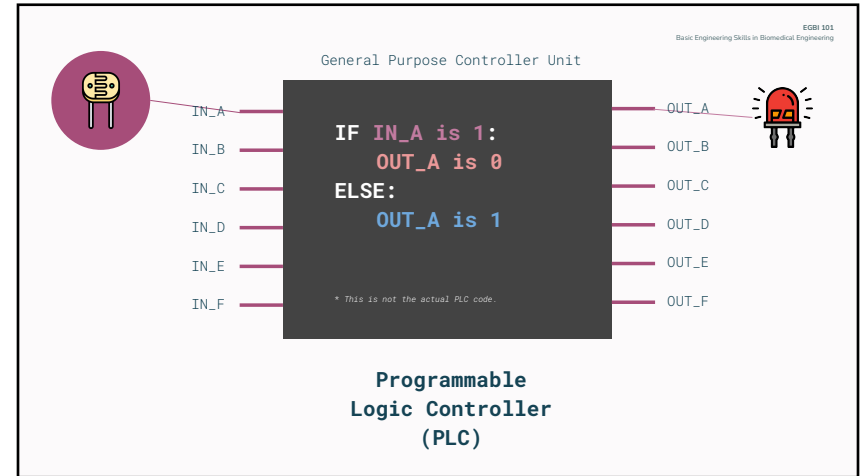 EGBI 101
Basic Engineering Skills in Biomedical Engineering
General Purpose Controller Unit
IN_A
IN_B
IN_C
IN_D
IN_E
IN_F
IF IN_A is 1:
OUT_A is 0
ELSE:
OUT_A is 1
* This is not the actual PLC code.
OUT_A
OUT_B
OUT_C
OUT_D
OUT_E
OUT_F
Programmable
Logic Controller
(PLC)